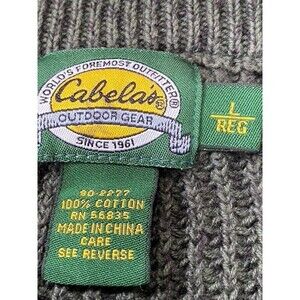 WORLD'S FOREMOST OUTFITTER®
Cabela's®
OUTDOOR GEAR
SINCE 1961
L
REG
90-2277
100% COTTON
RN 56835
MADE IN CHINA
CARE
SEE REVERSE